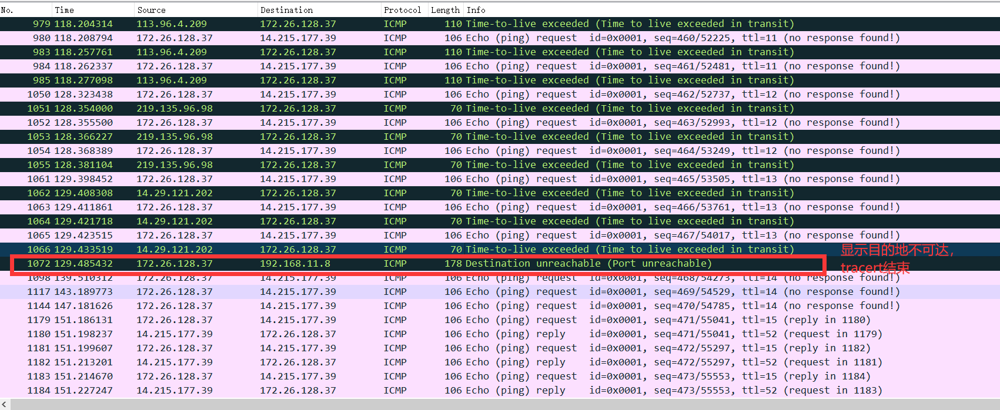 No. Time Source Destination Protocol Length Info
979 118.204314 113.96.4.209 172.26.128.37 ICMP 110 Time-to-live exceeded (Time to live exceeded in transit)
980 118.208794 172.26.128.37 14.215.177.39 ICMP 106 Echo (ping) request id=0x0001, seq=460/52225, ttl=11 (no response found!)
983 118.257761 113.96.4.209 172.26.128.37 ICMP 110 Time-to-live exceeded (Time to live exceeded in transit)
984 118.262337 172.26.128.37 14.215.177.39 ICMP 106 Echo (ping) request id=0x0001, seq=461/52481, ttl=11 (no response found!)
985 118.277098 113.96.4.209 172.26.128.37 ICMP 110 Time-to-live exceeded (Time to live exceeded in transit)
1050 128.323438 172.26.128.37 14.215.177.39 ICMP 106 Echo (ping) request id=0x0001, seq=462/52737, ttl=12 (no response found!)
1051 128.354000 219.135.96.98 172.26.128.37 ICMP 70 Time-to-live exceeded (Time to live exceeded in transit)
1052 128.355500 172.26.128.37 14.215.177.39 ICMP 106 Echo (ping) request id=0x0001, seq=463/52993, ttl=12 (no response found!)
1053 128.366227 219.135.96.98 172.26.128.37 ICMP 70 Time-to-live exceeded (Time to live exceeded in transit)
1054 128.368389 172.26.128.37 14.215.177.39 ICMP 106 Echo (ping) request id=0x0001, seq=464/53249, ttl=12 (no response found!)
1055 128.381104 219.135.96.98 172.26.128.37 ICMP 70 Time-to-live exceeded (Time to live exceeded in transit)
1061 129.398452 172.26.128.37 14.215.177.39 ICMP 106 Echo (ping) request id=0x0001, seq=465/53505, ttl=13 (no response found!)
1062 129.408308 14.29.121.202 172.26.128.37 ICMP 70 Time-to-live exceeded (Time to live exceeded in transit)
1063 129.411861 172.26.128.37 14.215.177.39 ICMP 106 Echo (ping) request id=0x0001, seq=466/53761, ttl=13 (no response found!)
1064 129.421718 14.29.121.202 172.26.128.37 ICMP 70 Time-to-live exceeded (Time to live exceeded in transit)
1065 129.423515 172.26.128.37 14.215.177.39 ICMP 106 Echo (ping) request id=0x0001, seq=467/54017, ttl=13 (no response found!)
1066 129.433519 14.29.121.202 172.26.128.37 ICMP 70 Time-to-live exceeded (Time to live exceeded in transit)
显示目的地不可达，
1072 129.485432 172.26.128.37 192.168.11.8 ICMP 178 Destination unreachable (Port unreachable)
tracert结束
1098 139.510312 172.26.128.37 14.215.177.39 ICMP 106 Echo (ping) request id=0x0001, seq=468/54273, ttl=14 (no response found!)
1117 143.189773 172.26.128.37 14.215.177.39 ICMP 106 Echo (ping) request id=0x0001, seq=469/54529, ttl=14 (no response found!)
1144 147.181626 172.26.128.37 14.215.177.39 ICMP 106 Echo (ping) request id=0x0001, seq=470/54785, ttl=14 (no response found!)
1179 151.186131 172.26.128.37 14.215.177.39 ICMP 106 Echo (ping) request id=0x0001, seq=471/55041, ttl=15 (reply in 1180)
1180 151.198237 14.215.177.39 172.26.128.37 ICMP 106 Echo (ping) reply id=0x0001, seq=471/55041, ttl=52 (request in 1179)
1181 151.199607 172.26.128.37 14.215.177.39 ICMP 106 Echo (ping) request id=0x0001, seq=472/55297, ttl=15 (reply in 1182)
1182 151.213201 14.215.177.39 172.26.128.37 ICMP 106 Echo (ping) reply id=0x0001, seq=472/55297, ttl=52 (request in 1181)
1183 151.214670 172.26.128.37 14.215.177.39 ICMP 106 Echo (ping) request id=0x0001, seq=473/55553, ttl=15 (reply in 1184)
1184 151.227247 14.215.177.39 172.26.128.37 ICMP 106 Echo (ping) reply id=0x0001, seq=473/55553, ttl=52 (request in 1183)